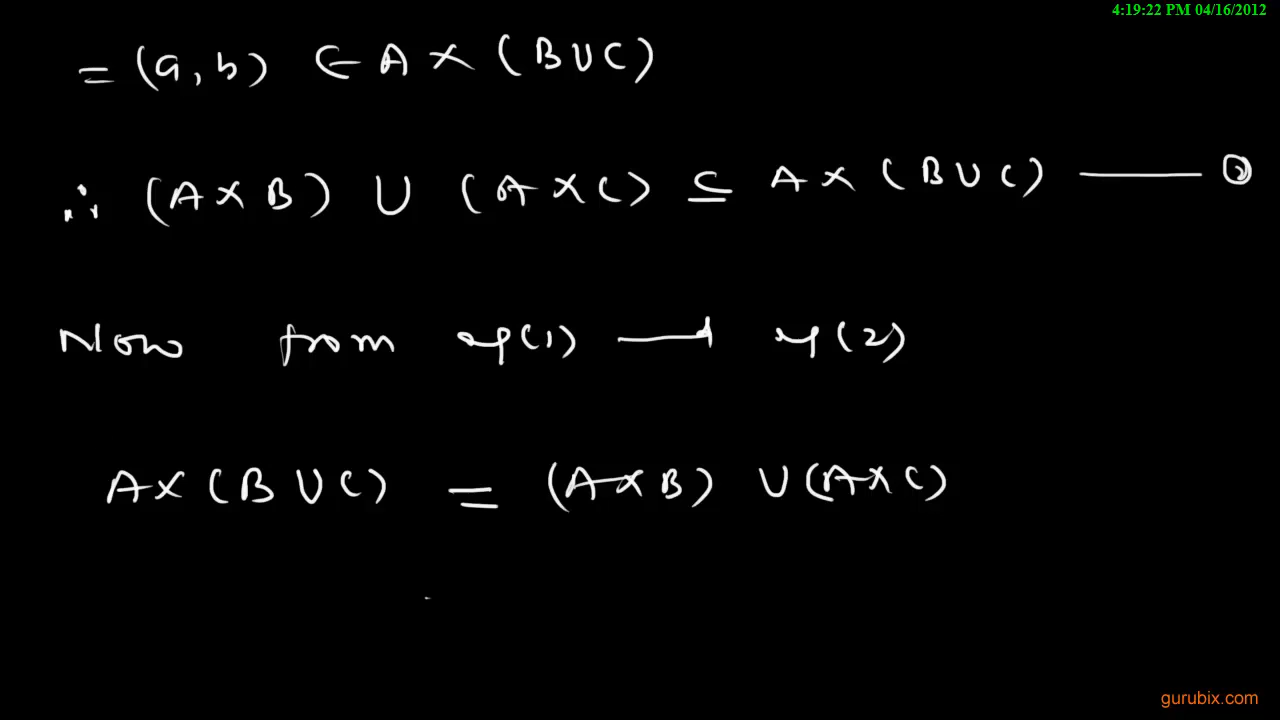 4:19:22 PM 04/16/2012
= (a, b) ∈ A × (B ∪ C)
∴ (A × B) ∪ (A × C) ⊆ A × (B ∪ C) —— ②
Now from eq(1) and eq(2)
A × (B ∪ C) = (A × B) ∪ (A × C)
gurubix.com